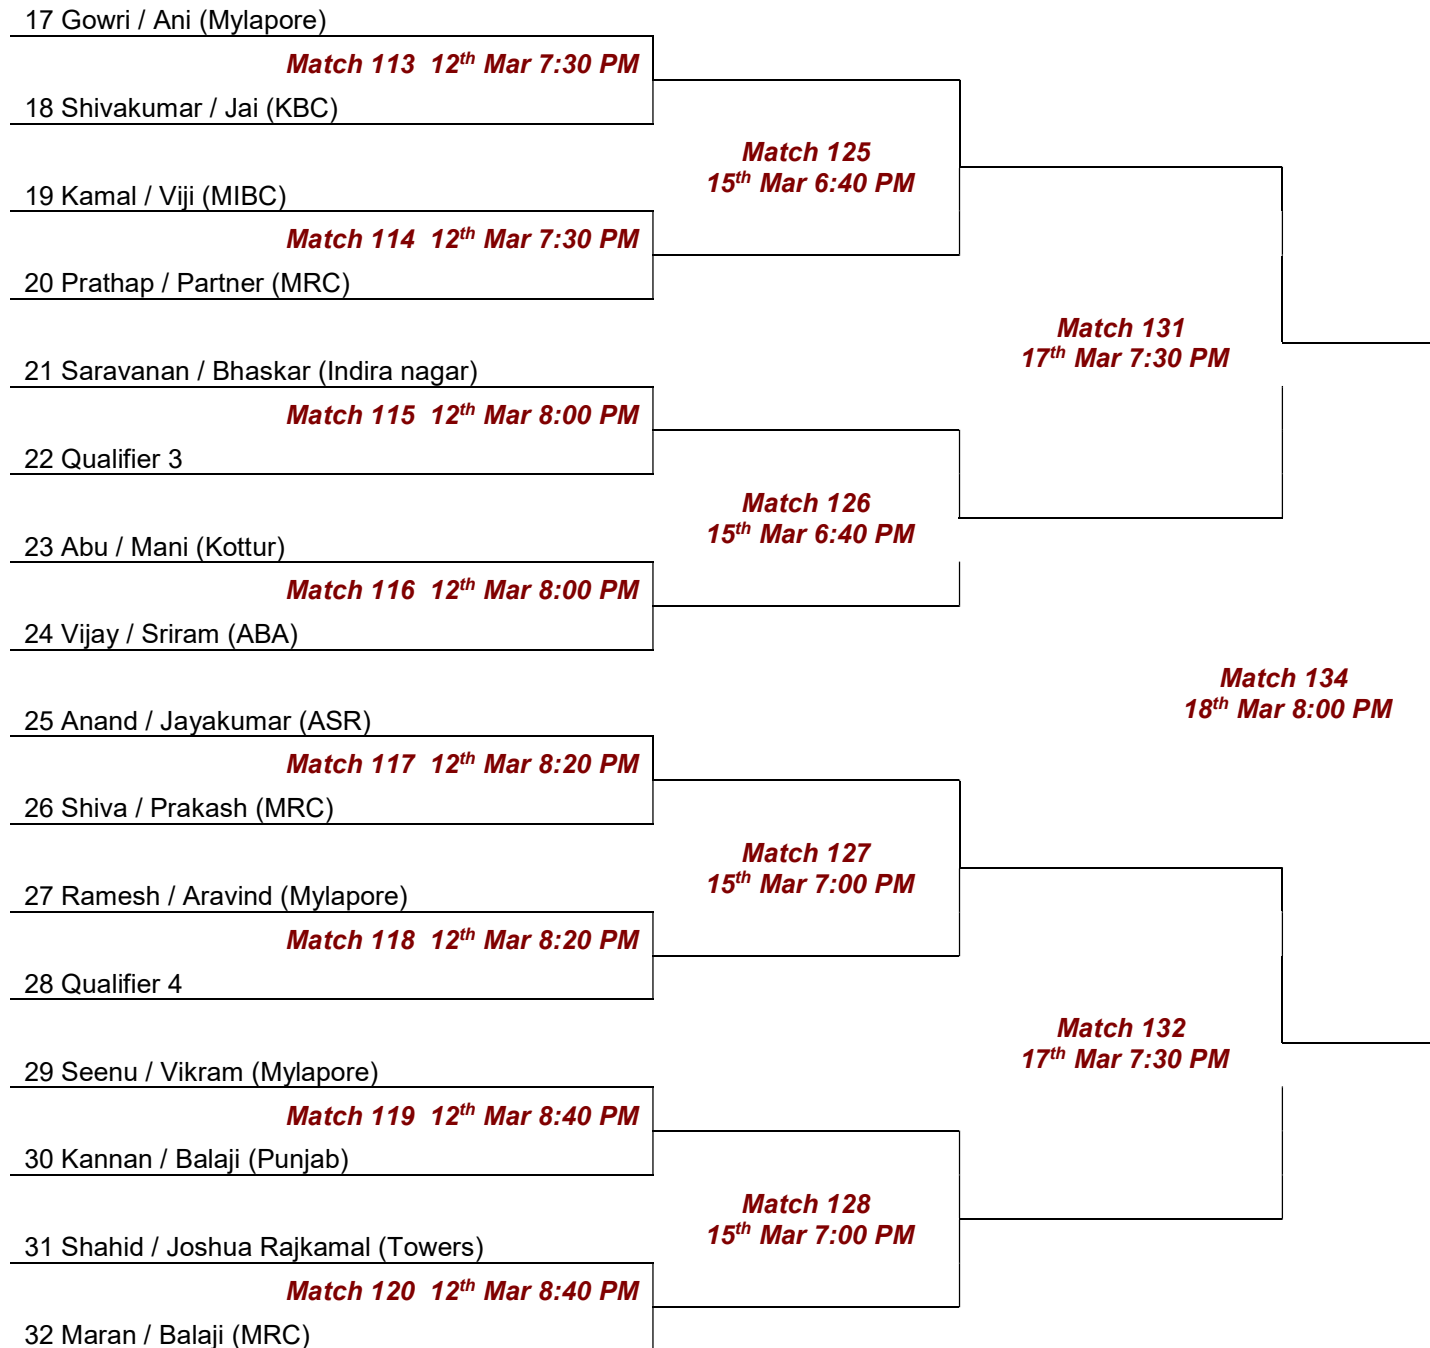 17 Gowri / Ani (Mylapore)
Match 113 12th Mar 7:30 PM
18 Shivakumar / Jai (KBC)
Match 125
15th Mar 6:40 PM
19 Kamal / Viji (MIBC)
Match 114 12th Mar 7:30 PM
20 Prathap / Partner (MRC)
Match 131
17th Mar 7:30 PM
21 Saravanan / Bhaskar (Indira nagar)
Match 115 12th Mar 8:00 PM
22 Qualifier 3
Match 126
15th Mar 6:40 PM
23 Abu / Mani (Kottur)
Match 116 12th Mar 8:00 PM
24 Vijay / Sriram (ABA)
Match 134
18th Mar 8:00 PM
25 Anand / Jayakumar (ASR)
Match 117 12th Mar 8:20 PM
26 Shiva / Prakash (MRC)
Match 127
15th Mar 7:00 PM
27 Ramesh / Aravind (Mylapore)
Match 118 12th Mar 8:20 PM
28 Qualifier 4
Match 132
17th Mar 7:30 PM
29 Seenu / Vikram (Mylapore)
Match 119 12th Mar 8:40 PM
30 Kannan / Balaji (Punjab)
Match 128
15th Mar 7:00 PM
31 Shahid / Joshua Rajkamal (Towers)
Match 120 12th Mar 8:40 PM
32 Maran / Balaji (MRC)